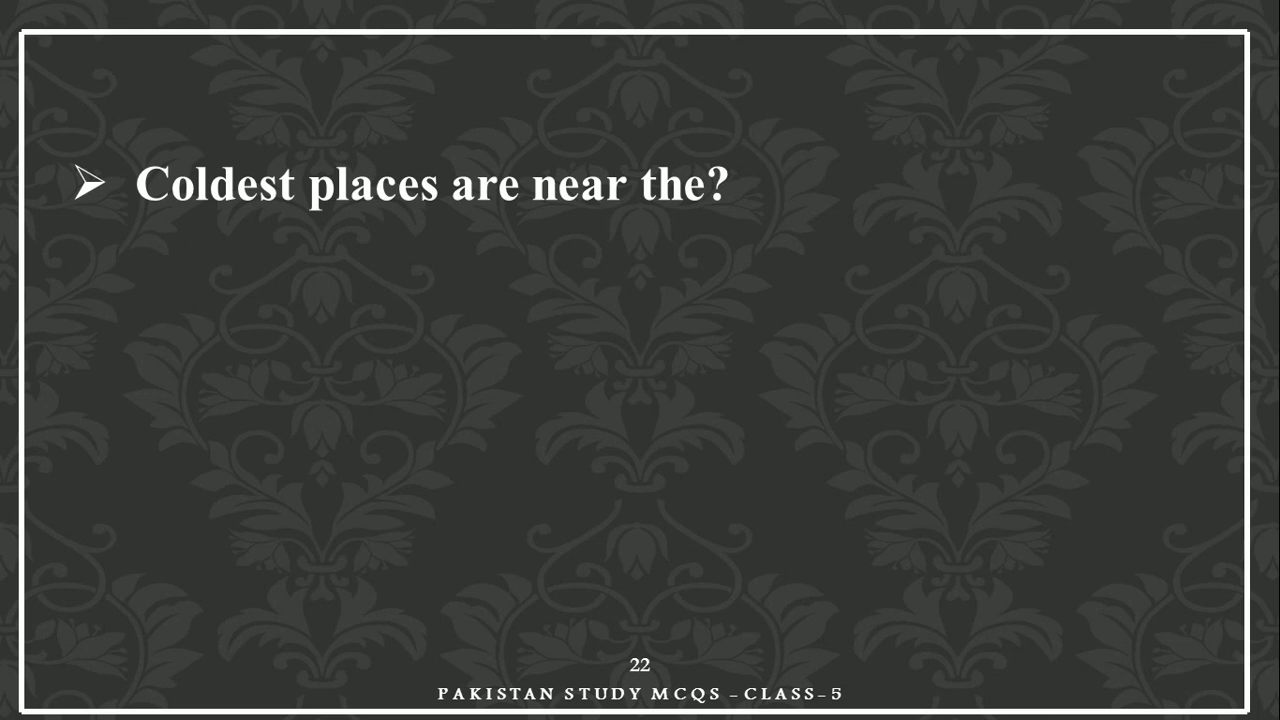 ➢ Coldest places are near the?
22
PAKISTAN STUDY MCQS –CLASS–5